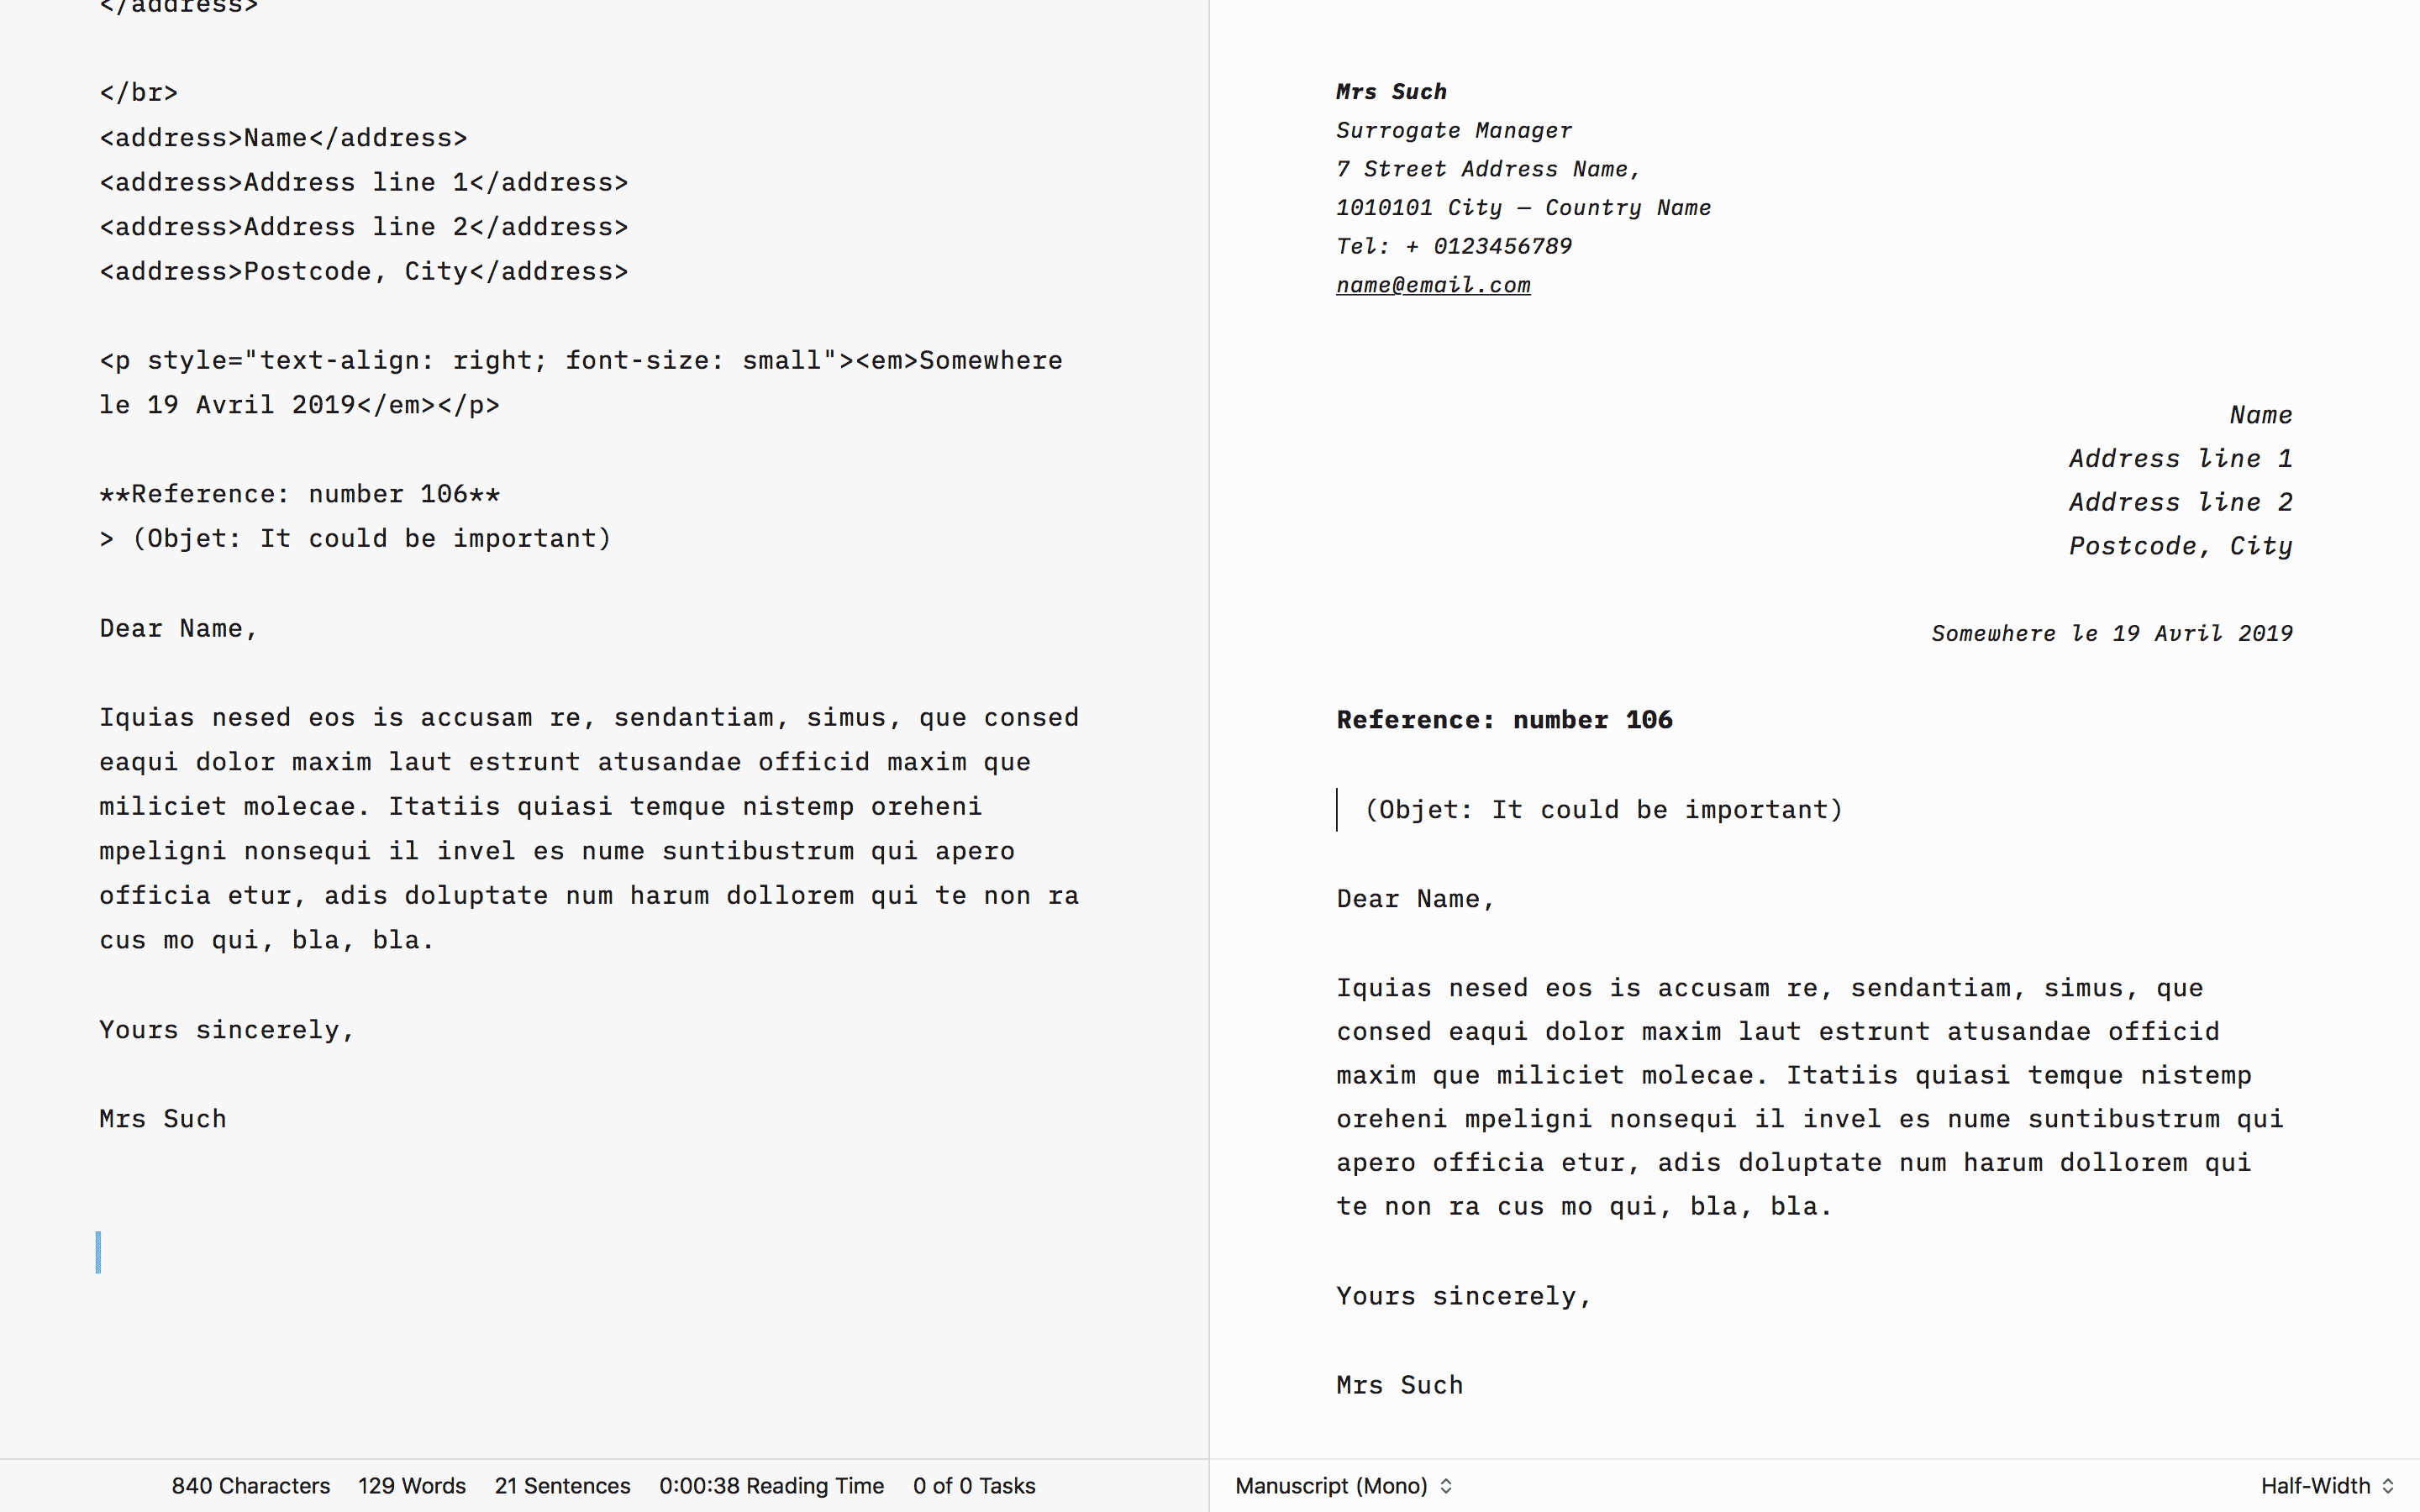 </address>
</br>
<address>Name</address>
<address>Address line 1</address>
<address>Address line 2</address>
<address>Postcode, City</address>
<p style="text-align: right; font-size: small"><em>Somewhere
le 19 Avril 2019</em></p>
**Reference: number 106**
> (Objet: It could be important)
Dear Name,
Iquias nesed eos is accusam re, sendantiam, simus, que consed
eaqui dolor maxim laut estrunt atusandae officid maxim que
miliciet molecae. Itatiis quiasi temque nistemp oreheni
mpeligni nonsequi il invel es nume suntibustrum qui apero
officia etur, adis doluptate num harum dollorem qui te non ra
cus mo qui, bla, bla.
Yours sincerely,
Mrs Such
840 Characters 129 Words 21 Sentences 0:00:38 Reading Time 0 of 0 Tasks
Mrs Such
Surrogate Manager
7 Street Address Name,
1010101 City — Country Name
Tel: + 0123456789
name@email.com
Name
Address line 1
Address line 2
Postcode, City
Somewhere le 19 Avril 2019
Reference: number 106
(Objet: It could be important)
Dear Name,
Iquias nesed eos is accusam re, sendantiam, simus, que
consed eaqui dolor maxim laut estrunt atusandae officid
maxim que miliciet molecae. Itatiis quiasi temque nistemp
oreheni mpeligni nonsequi il invel es nume suntibustrum qui
apero officia etur, adis doluptate num harum dollorem qui
te non ra cus mo qui, bla, bla.
Yours sincerely,
Mrs Such
Manuscript (Mono) Half-Width